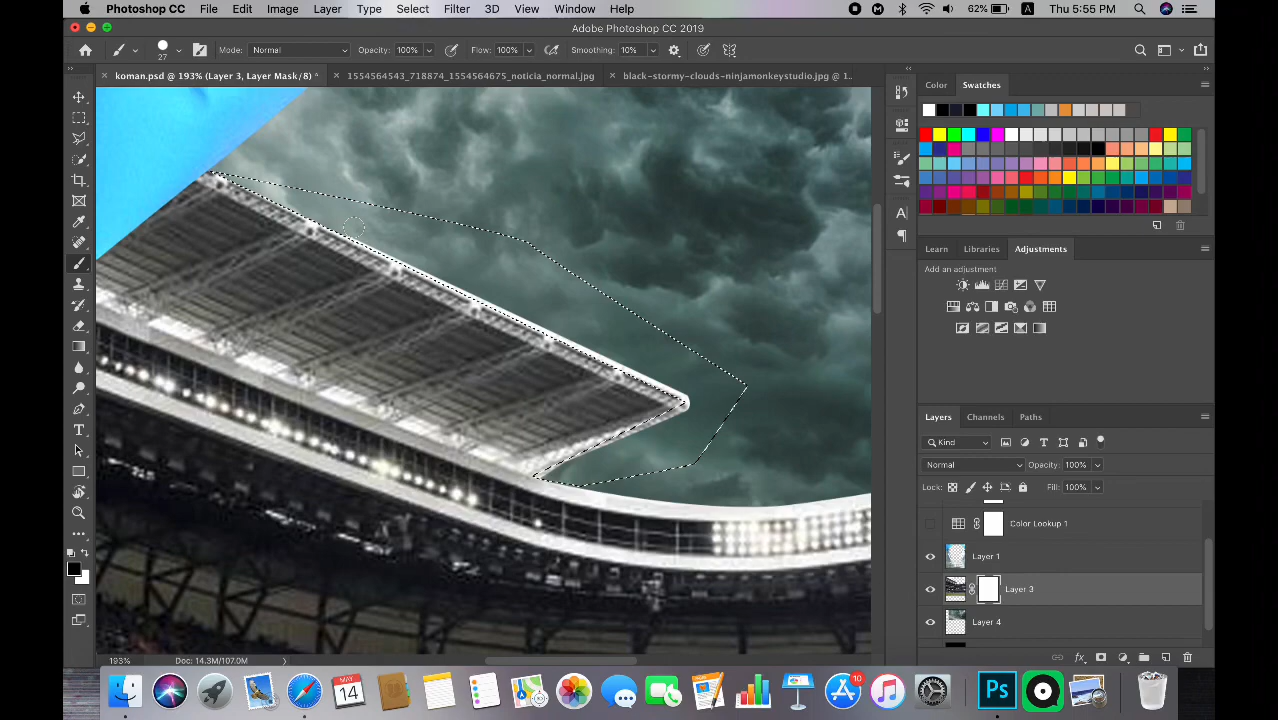 Photoshop CC File Edit Image Layer Type Select Filter 3D View Window Help 62% A Thu 5:55 PM
Adobe Photoshop CC 2019
27 Mode: Normal Opacity: 100% Flow: 100% Smoothing: 10%
koman.psd @ 193% (Layer 3, Layer Mask/8) * 1554564543_718874_1554564675_noticia_normal.jpg black-stormy-clouds-ninjamonkeystudio.jpg @ 1...
Color Swatches
Learn Libraries Adjustments
Add an adjustment
Layers Channels Paths
Kind
Normal Opacity: 100%
Lock: Fill: 100%
Color Lookup 1
Layer 1
Layer 3
Layer 4
fx
193% Doc: 14.3M/107.0M
MAY
14
10
Ps